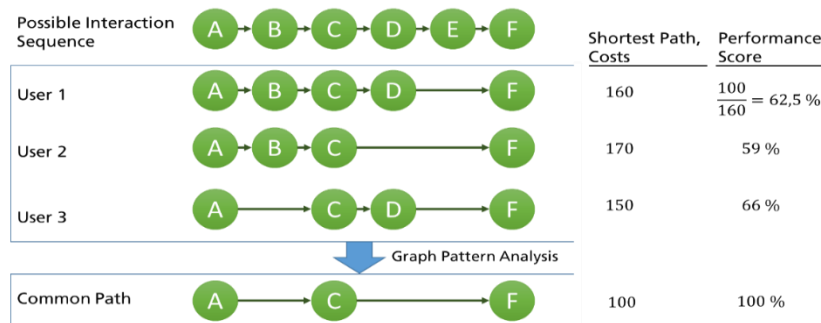 Possible Interaction Sequence A B C D E F
Shortest Path, Costs Performance Score
User 1 A B C D F 160 100/160 = 62,5 %
User 2 A B C F 170 59 %
User 3 A C D F 150 66 %
Graph Pattern Analysis
Common Path A C F 100 100 %